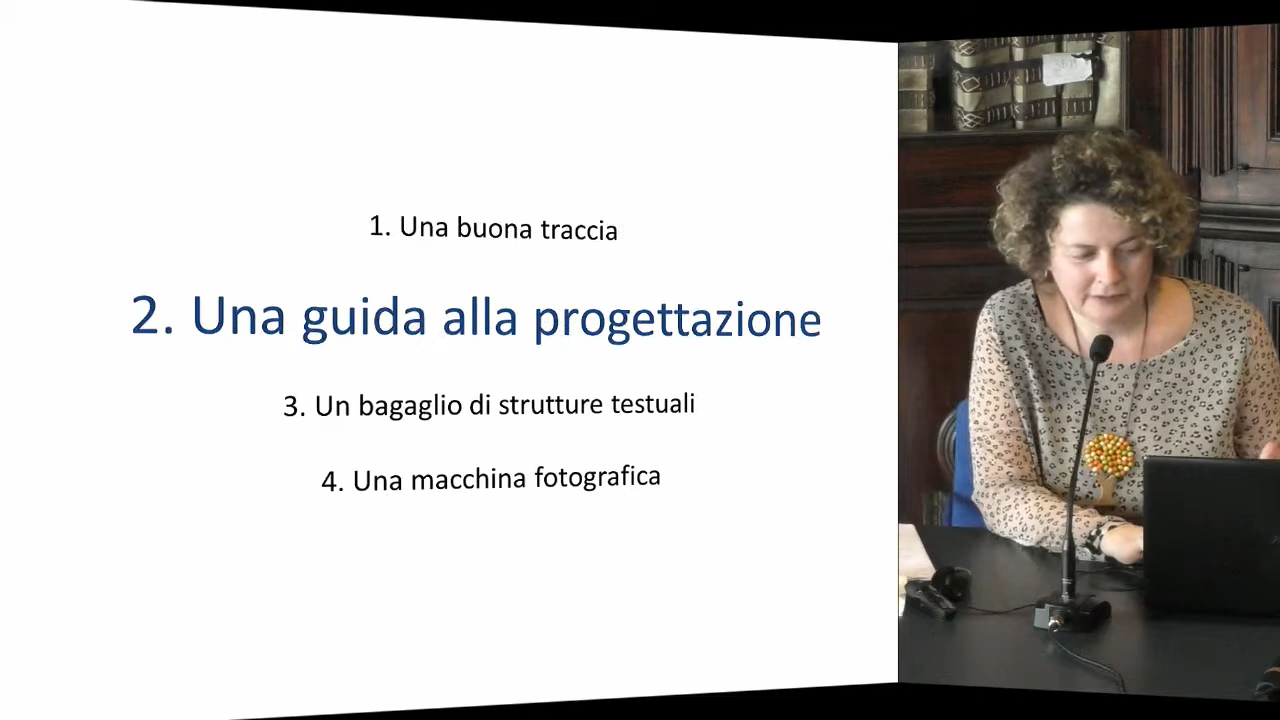 1. Una buona traccia
2. Una guida alla progettazione
3. Un bagaglio di strutture testuali
4. Una macchina fotografica